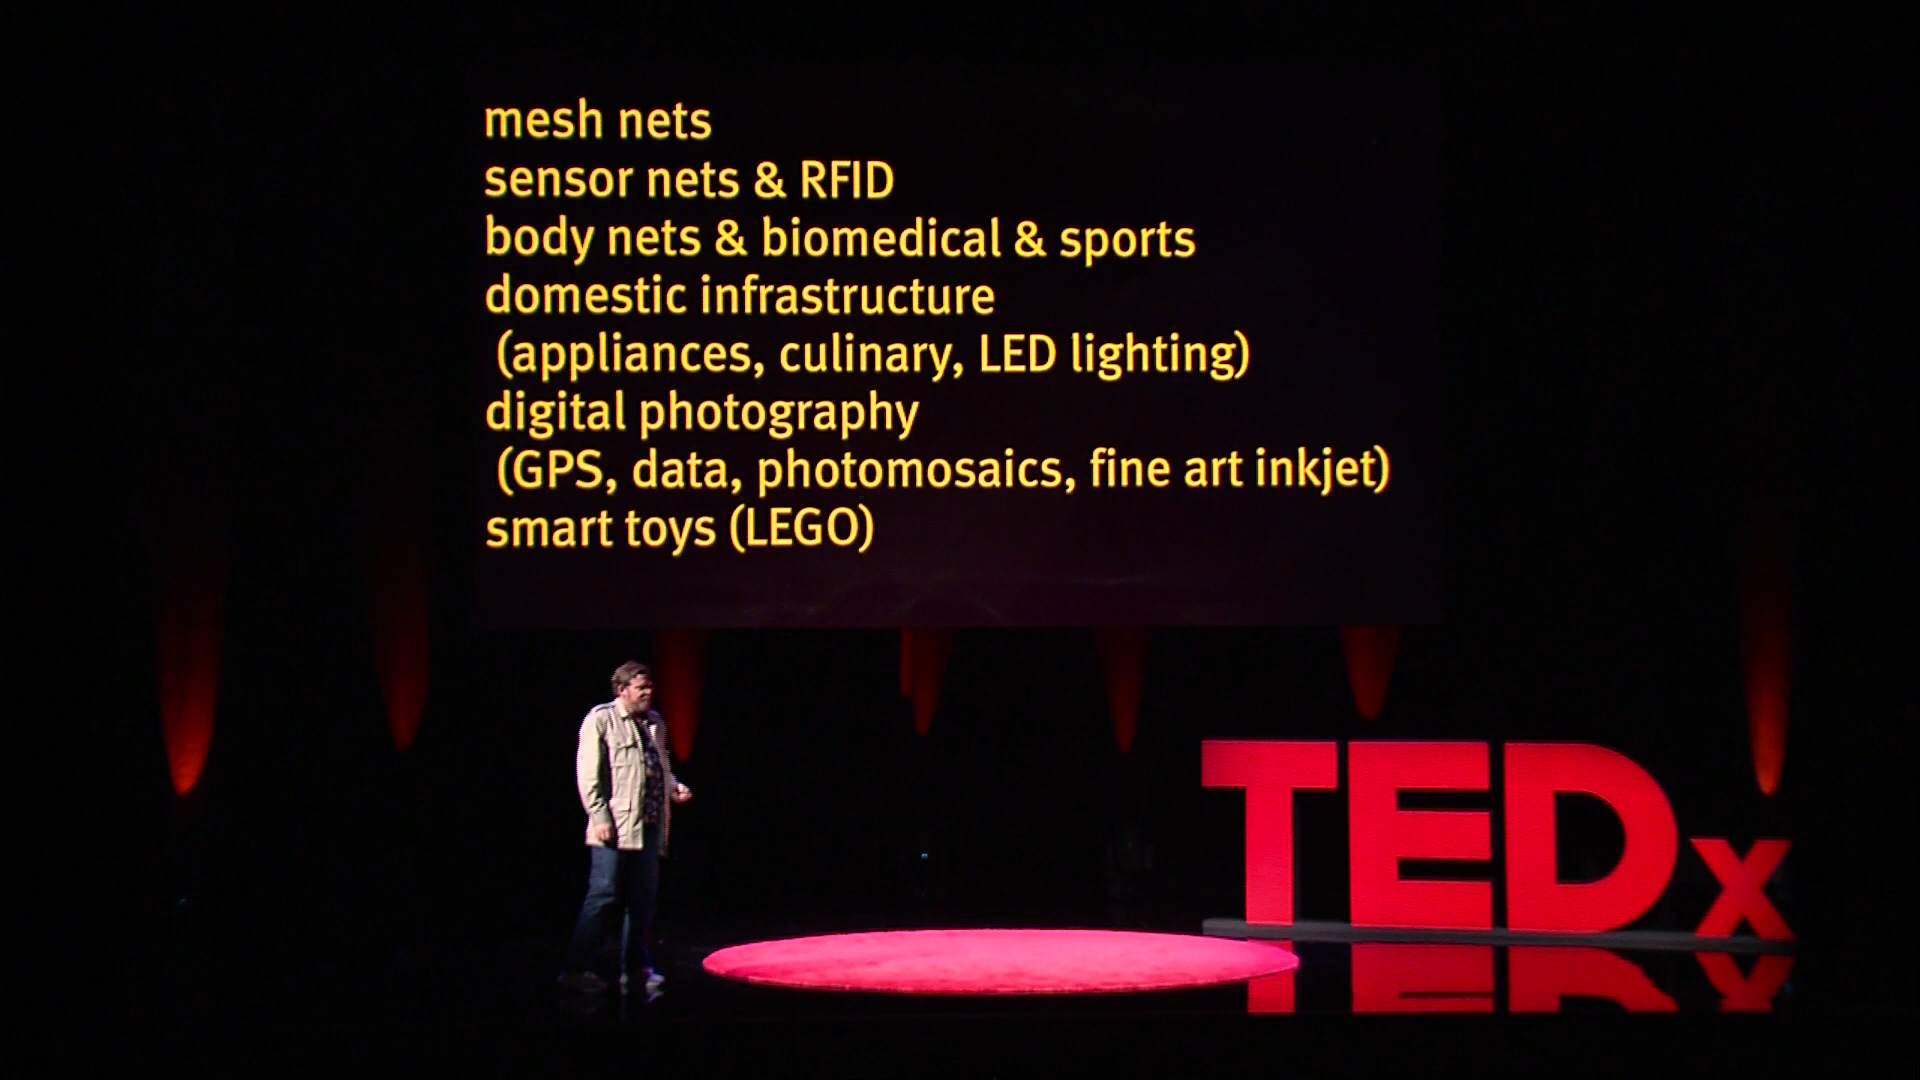 mesh nets
sensor nets & RFID
body nets & biomedical & sports
domestic infrastructure
(appliances, culinary, LED lighting)
digital photography
(GPS, data, photomosaics, fine art inkjet)
smart toys (LEGO)
TEDx